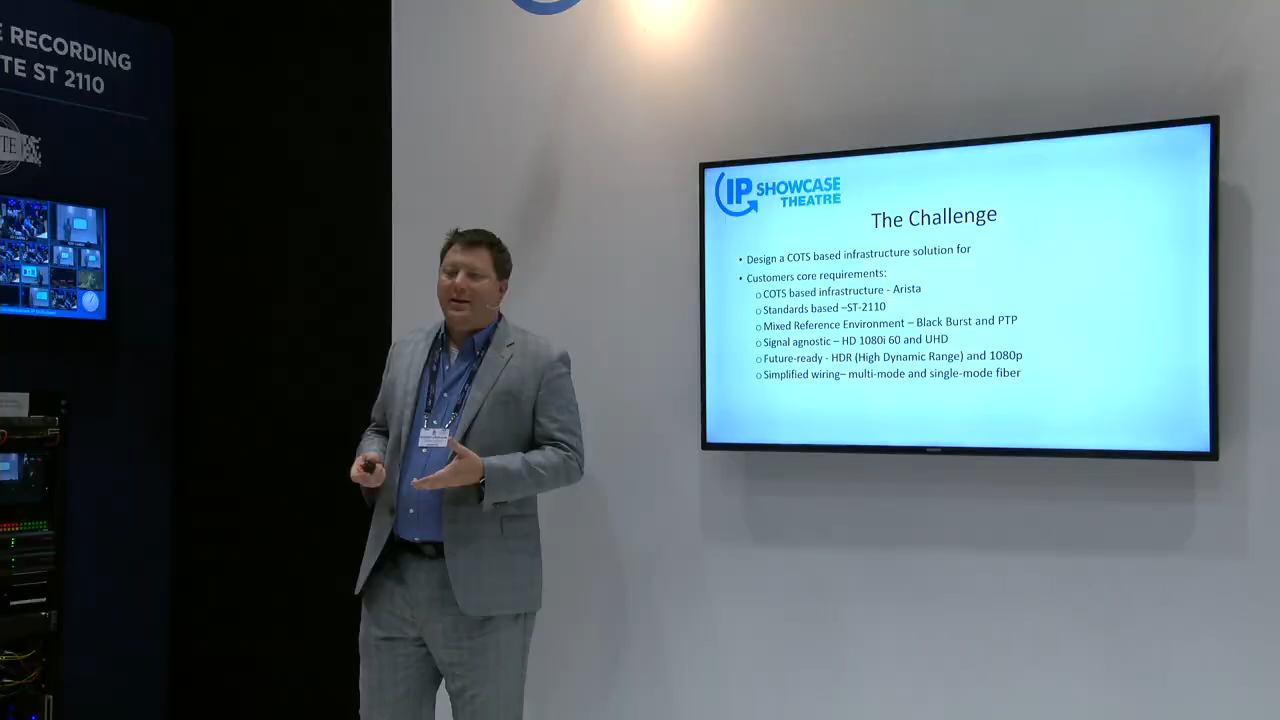 RECORDING
TE ST 2110
TE
IP SHOWCASE
THEATRE
The Challenge
• Design a COTS based infrastructure solution for
• Customers core requirements:
o COTS based infrastructure - Arista
o Standards based –ST-2110
o Mixed Reference Environment – Black Burst and PTP
o Signal agnostic – HD 1080i 60 and UHD
o Future-ready - HDR (High Dynamic Range) and 1080p
o Simplified wiring– multi-mode and single-mode fiber